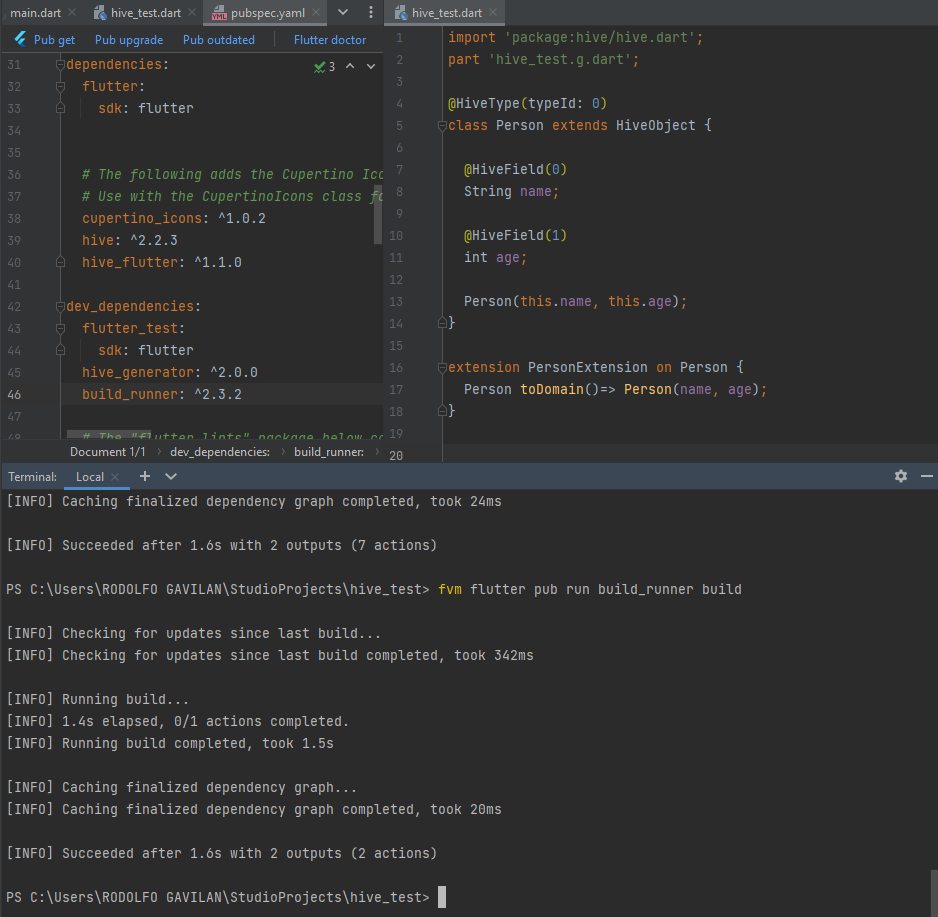 main.dart hive_test.dart pubspec.yaml
Pub get Pub upgrade Pub outdated Flutter doctor
3
31 dependencies:
32 flutter:
33 sdk: flutter
34
35
36 # The following adds the Cupertino
37 # Use with the CupertinoIcons class
38 cupertino_icons: ^1.0.2
39 hive: ^2.2.3
40 hive_flutter: ^1.1.0
41
42 dev_dependencies:
43 flutter_test:
44 sdk: flutter
45 hive_generator: ^2.0.0
46 build_runner: ^2.3.2
47
48 # The "flutter_lints" package below
Document 1/1 › dev_dependencies: › build_runner: ›
hive_test.dart
1 import 'package:hive/hive.dart';
2 part 'hive_test.g.dart';
3
4 @HiveType(typeId: 0)
5 class Person extends HiveObject {
6
7 @HiveField(0)
8 String name;
9
10 @HiveField(1)
11 int age;
12
13 Person(this.name, this.age);
14 }
15
16 extension PersonExtension on Person {
17 Person toDomain()=> Person(name, age);
18 }
19
20
Terminal: Local
[INFO] Caching finalized dependency graph completed, took 24ms
[INFO] Succeeded after 1.6s with 2 outputs (7 actions)
PS C:\Users\RODOLFO GAVILAN\StudioProjects\hive_test> fvm flutter pub run build_runner build
[INFO] Checking for updates since last build...
[INFO] Checking for updates since last build completed, took 342ms
[INFO] Running build...
[INFO] 1.4s elapsed, 0/1 actions completed.
[INFO] Running build completed, took 1.5s
[INFO] Caching finalized dependency graph...
[INFO] Caching finalized dependency graph completed, took 20ms
[INFO] Succeeded after 1.6s with 2 outputs (2 actions)
PS C:\Users\RODOLFO GAVILAN\StudioProjects\hive_test>